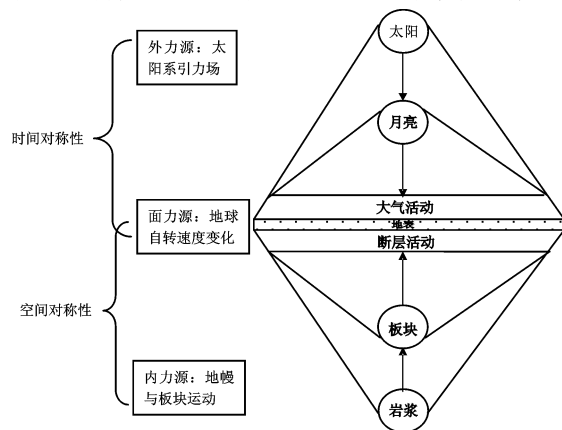 外力源：太
阳系引力场
时间对称性
面力源：地球
自转速度变化
空间对称性
内力源：地幔
与板块运动
太阳
月亮
大气活动
地表
断层活动
板块
岩浆